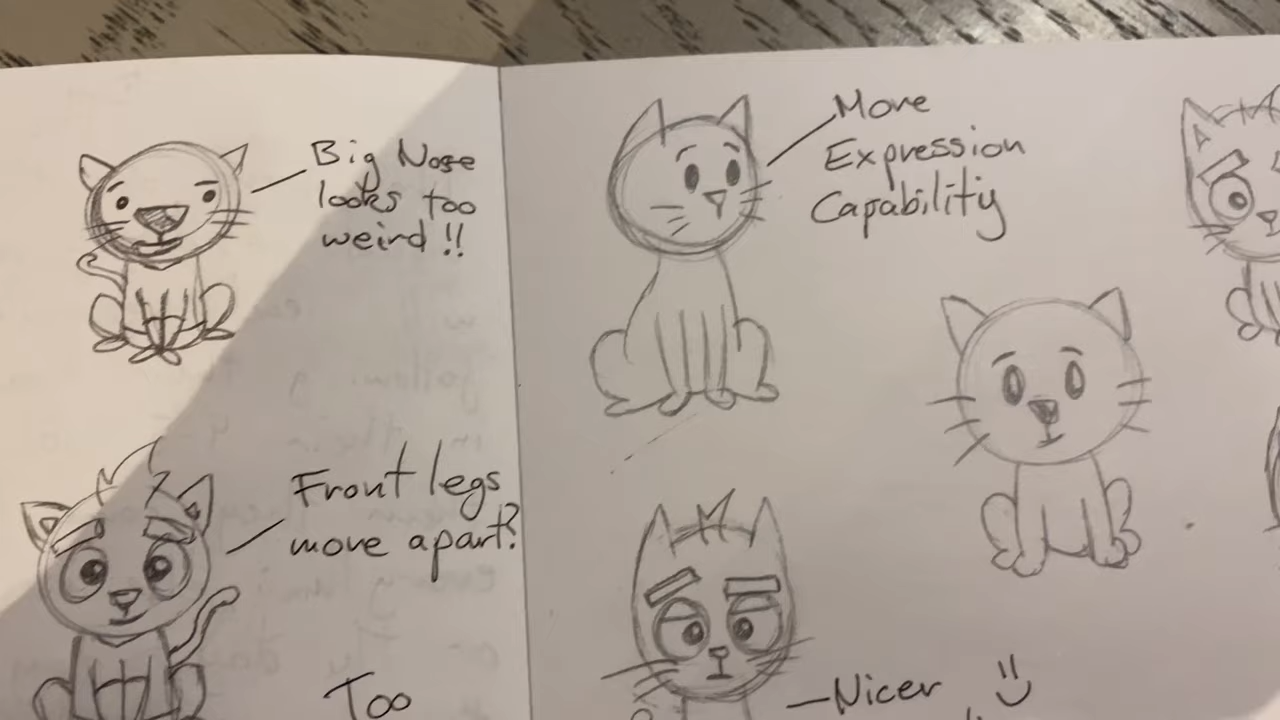 Big Nose
looks too
weird!!
Front legs
move apart?
Too
More
Expression
Capability
—Nicer